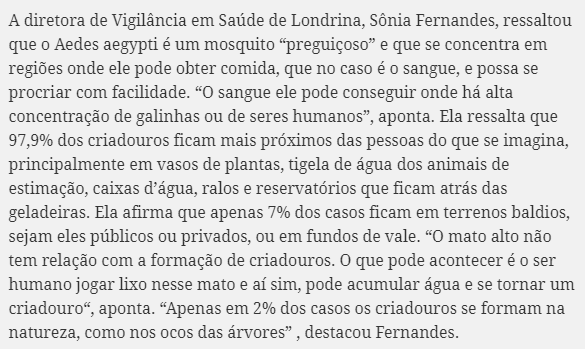 A diretora de Vigilância em Saúde de Londrina, Sônia Fernandes, ressaltou
que o Aedes aegypti é um mosquito “preguiçoso” e que se concentra em
regiões onde ele pode obter comida, que no caso é o sangue, e possa se
procriar com facilidade. “O sangue ele pode conseguir onde há alta
concentração de galinhas ou de seres humanos”, aponta. Ela ressalta que
97,9% dos criadouros ficam mais próximos das pessoas do que se imagina,
principalmente em vasos de plantas, tigela de água dos animais de
estimação, caixas d’água, ralos e reservatórios que ficam atrás das
geladeiras. Ela afirma que apenas 7% dos casos ficam em terrenos baldios,
sejam eles públicos ou privados, ou em fundos de vale. “O mato alto não
tem relação com a formação de criadouros. O que pode acontecer é o ser
humano jogar lixo nesse mato e aí sim, pode acumular água e se tornar um
criadouro“, aponta. “Apenas em 2% dos casos os criadouros se formam na
natureza, como nos ocos das árvores” , destacou Fernandes.